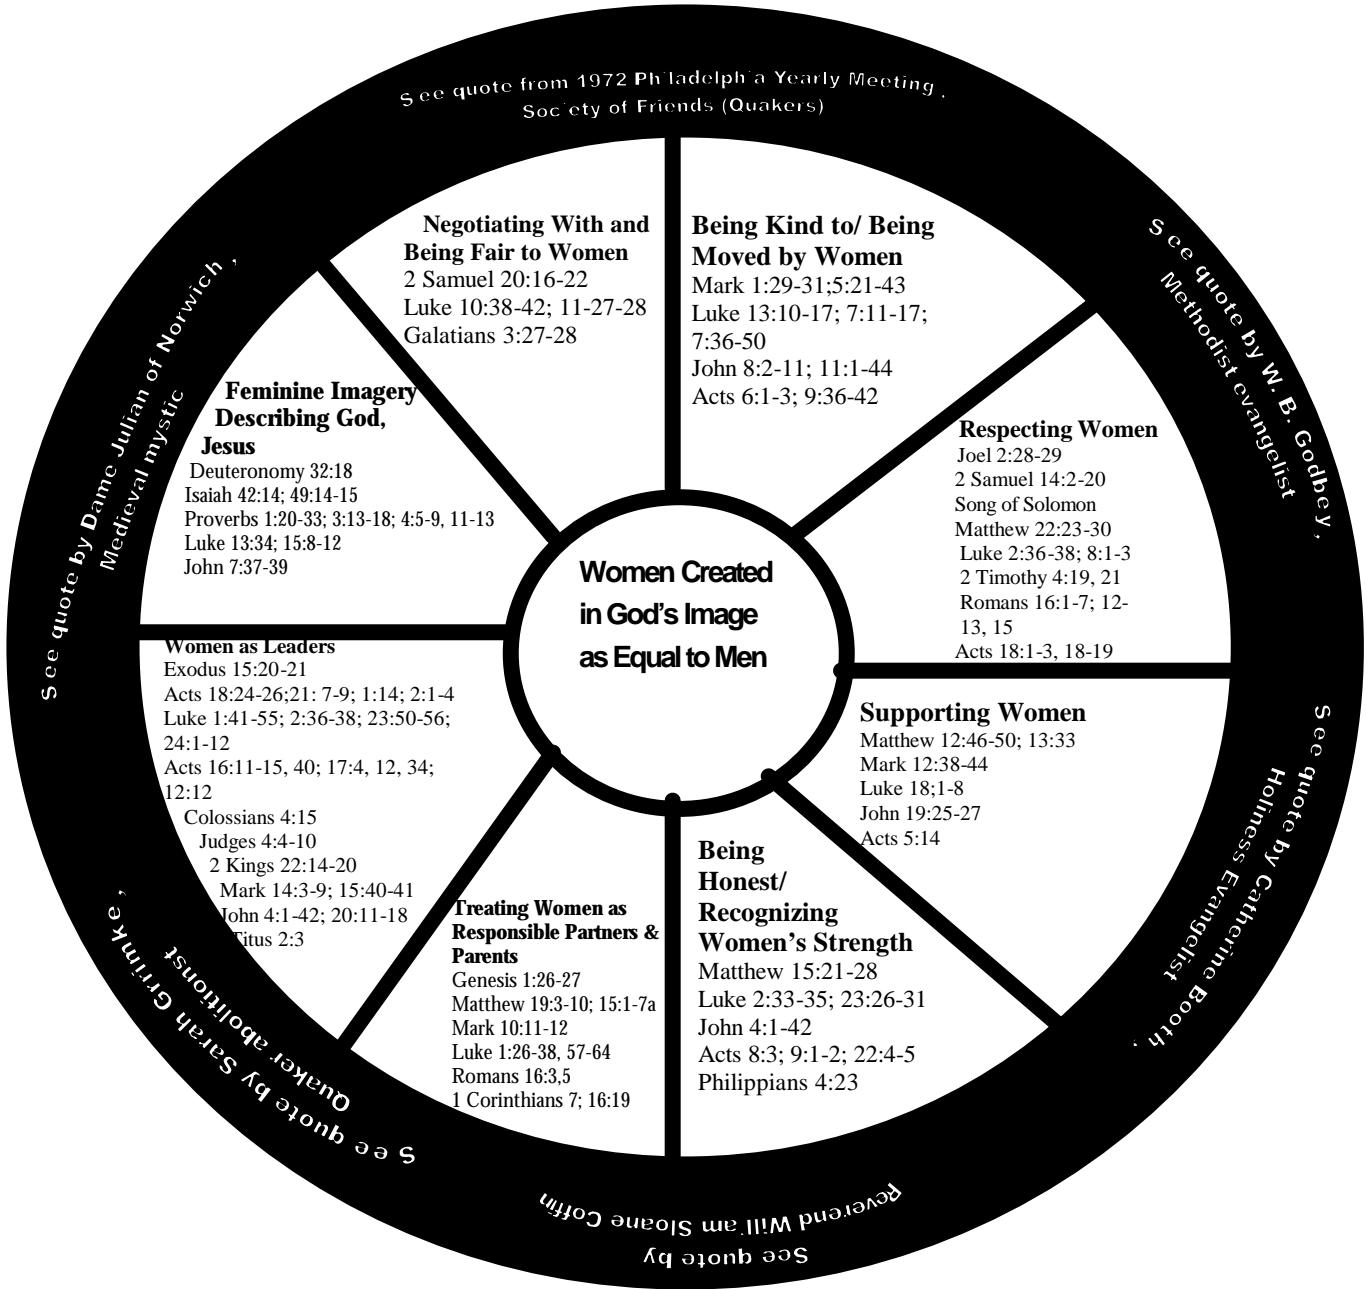 See quote from 1972 Philadelphia Yearly Meeting,
Society of Friends (Quakers)
See quote by W. B. Godbey,
Methodist evangelist
See quote by Catherine Booth,
Holiness Evangelist
See quote by
Reverend William Sloane Coffin
See quote by Sarah Grrimke,
Quaker abolitionst
See quote by Dame Julian of Norwich,
Medieval mystic
Negotiating With and
Being Fair to Women
2 Samuel 20:16-22
Luke 10:38-42; 11-27-28
Galatians 3:27-28
Being Kind to/ Being
Moved by Women
Mark 1:29-31;5:21-43
Luke 13:10-17; 7:11-17;
7:36-50
John 8:2-11; 11:1-44
Acts 6:1-3; 9:36-42
Respecting Women
Joel 2:28-29
2 Samuel 14:2-20
Song of Solomon
Matthew 22:23-30
Luke 2:36-38; 8:1-3
2 Timothy 4:19, 21
Romans 16:1-7; 12-
13, 15
Acts 18:1-3, 18-19
Supporting Women
Matthew 12:46-50; 13:33
Mark 12:38-44
Luke 18;1-8
John 19:25-27
Acts 5:14
Being
Honest/
Recognizing
Women's Strength
Matthew 15:21-28
Luke 2:33-35; 23:26-31
John 4:1-42
Acts 8:3; 9:1-2; 22:4-5
Philippians 4:23
Treating Women as
Responsible Partners &
Parents
Genesis 1:26-27
Matthew 19:3-10; 15:1-7a
Mark 10:11-12
Luke 1:26-38, 57-64
Romans 16:3,5
1 Corinthians 7; 16:19
Women as Leaders
Exodus 15:20-21
Acts 18:24-26;21: 7-9; 1:14; 2:1-4
Luke 1:41-55; 2:36-38; 23:50-56;
24:1-12
Acts 16:11-15, 40; 17:4, 12, 34;
12:12
Colossians 4:15
Judges 4:4-10
2 Kings 22:14-20
Mark 14:3-9; 15:40-41
John 4:1-42; 20:11-18
Titus 2:3
Feminine Imagery
Describing God,
Jesus
Deuteronomy 32:18
Isaiah 42:14; 49:14-15
Proverbs 1:20-33; 3:13-18; 4:5-9, 11-13
Luke 13:34; 15:8-12
John 7:37-39
Women Created
in God's Image
as Equal to Men